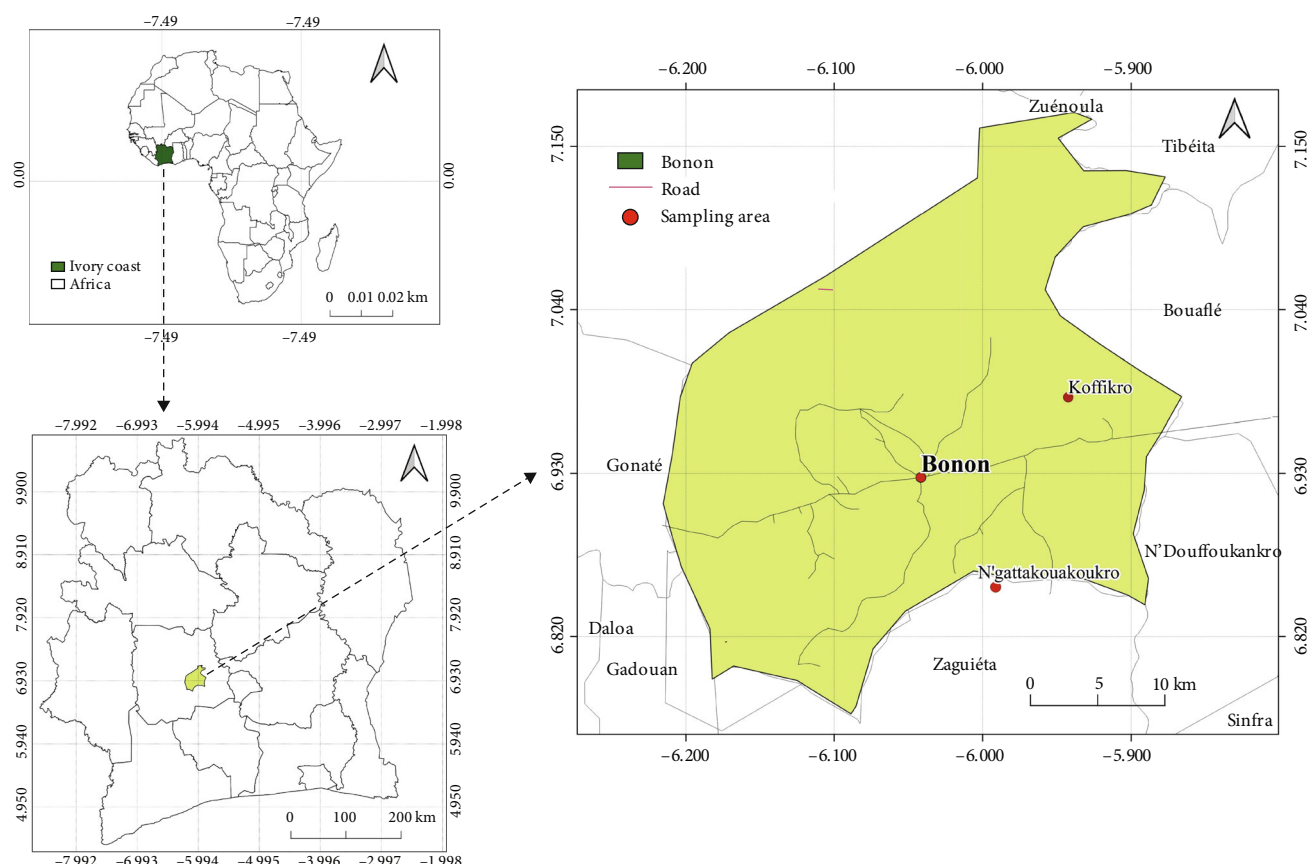 −7.49 −7.49
0.00 0.00
Ivory coast
Africa
0 0.01 0.02 km
−7.49 −7.49
−7.992 −6.993 −5.994 −4.995 −3.996 −2.997 −1.998
9.900 9.900
8.910 8.910
7.920 7.920
6.930 6.930
5.940 5.940
4.950 4.950
0 100 200 km
−7.992 −6.993 −5.994 −4.995 −3.996 −2.997 −1.998
−6.200 −6.100 −6.000 −5.900
Zuénoula
7.150 Tibéita 7.150
Bonon
Road
Sampling area
7.040 Bouaflé 7.040
Koffikro
Gonaté Bonon
6.930 6.930
N'Douffoukankro
N'gattakouakoukro
Daloa
6.820 6.820
Gadouan Zaguiéta
0 5 10 km
Sinfra
−6.200 −6.100 −6.000 −5.900